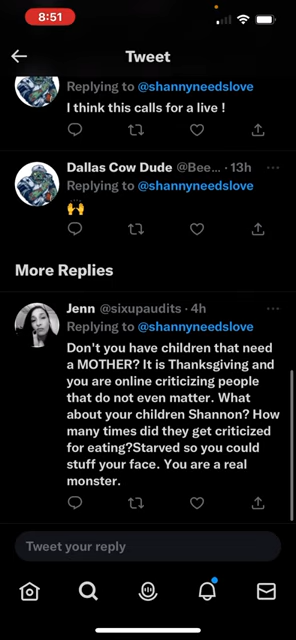 8:51
Tweet
Replying to @shannyneedslove
I think this calls for a live !
Dallas Cow Dude @Bee... · 13h
Replying to @shannyneedslove
🙌
More Replies
Jenn @sixupaudits · 4h
Replying to @shannyneedslove
Don't you have children that need
a MOTHER? It is Thanksgiving and
you are online criticizing people
that do not even matter. What
about your children Shannon? How
many times did they get criticized
for eating?Starved so you could
stuff your face. You are a real
monster.
Tweet your reply